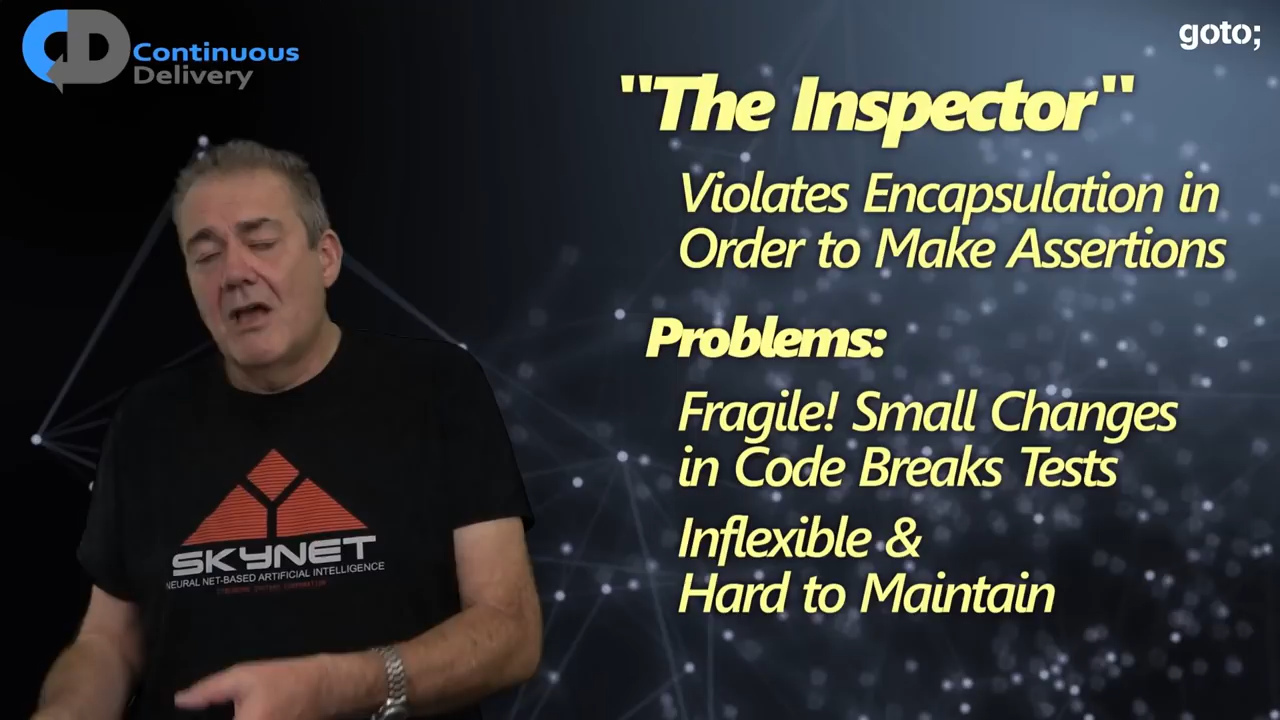 Continuous
Delivery
goto;
"The Inspector"
Violates Encapsulation in
Order to Make Assertions
Problems:
Fragile! Small Changes
in Code Breaks Tests
Inflexible &
Hard to Maintain
SKYNET
NEURAL NET-BASED ARTIFICIAL INTELLIGENCE